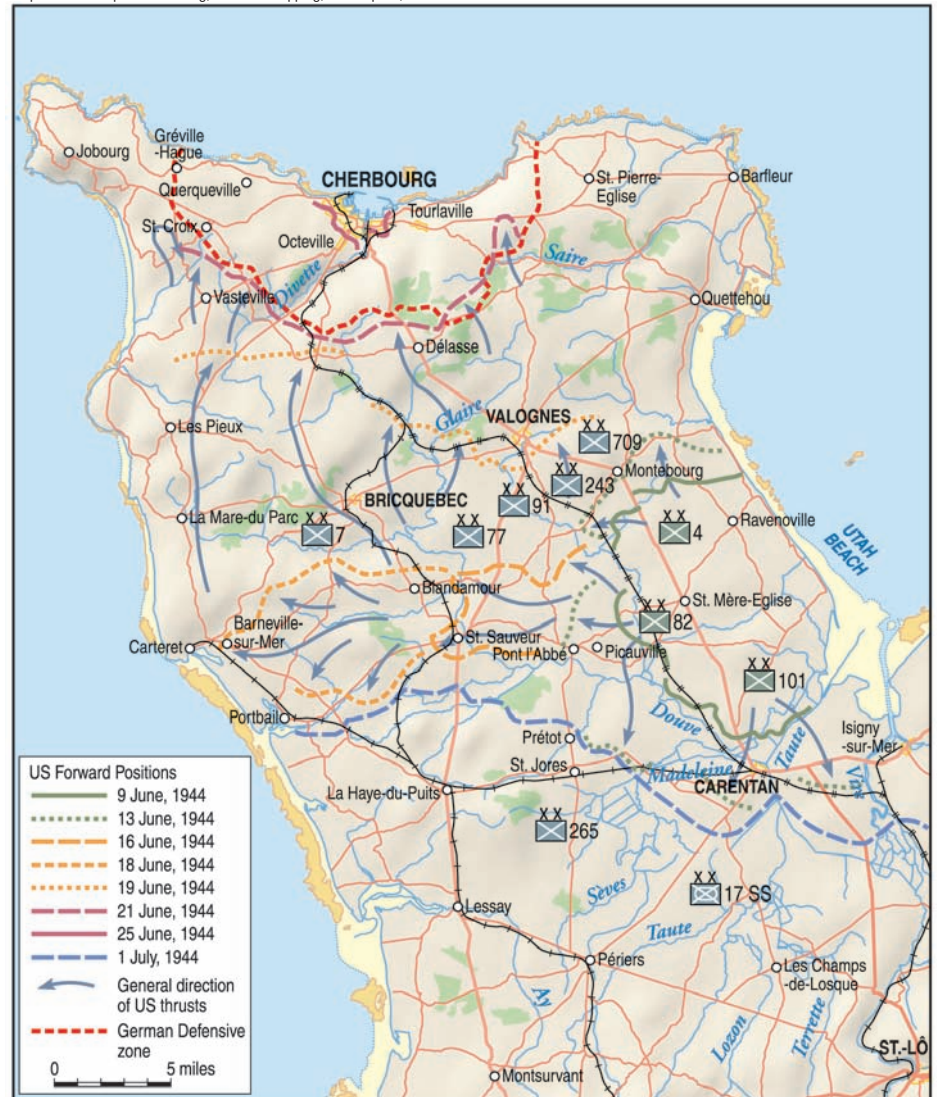 Jobourg
Gréville
-Hague
Querqueville
CHERBOURG
Tourlaville
St. Pierre-
Eglise
Barfleur
St. Croix
Octeville
Divette
Saire
Vasteville
Quettehou
Délasse
Les Pieux
Glaire
VALOGNES
X X
709
Montebourg
X X
243
BRICQUEBEC
X X
91
La Mare-du Parc
X X
7
X X
77
X X
4
Ravenoville
UTAH
BEACH
Blandamour
St. Mère-Eglise
X X
82
Barneville-
sur-Mer
Carteret
St. Sauveur
Pont l'Abbé
Picauville
X X
101
Portbail
Douve
Taute
Isigny
-sur-Mer
Prétot
St. Jores
Madeleine
Vire
La Haye-du-Puits
CARENTAN
X X
265
Sèves
X X
17 SS
Lessay
Taute
Périers
Les Champs
-de-Losque
Ay
Lozon
Terrette
ST.-LÔ
Montsurvant
US Forward Positions
9 June, 1944
13 June, 1944
16 June, 1944
18 June, 1944
19 June, 1944
21 June, 1944
25 June, 1944
1 July, 1944
General direction
of US thrusts
German Defensive
zone
0
5 miles